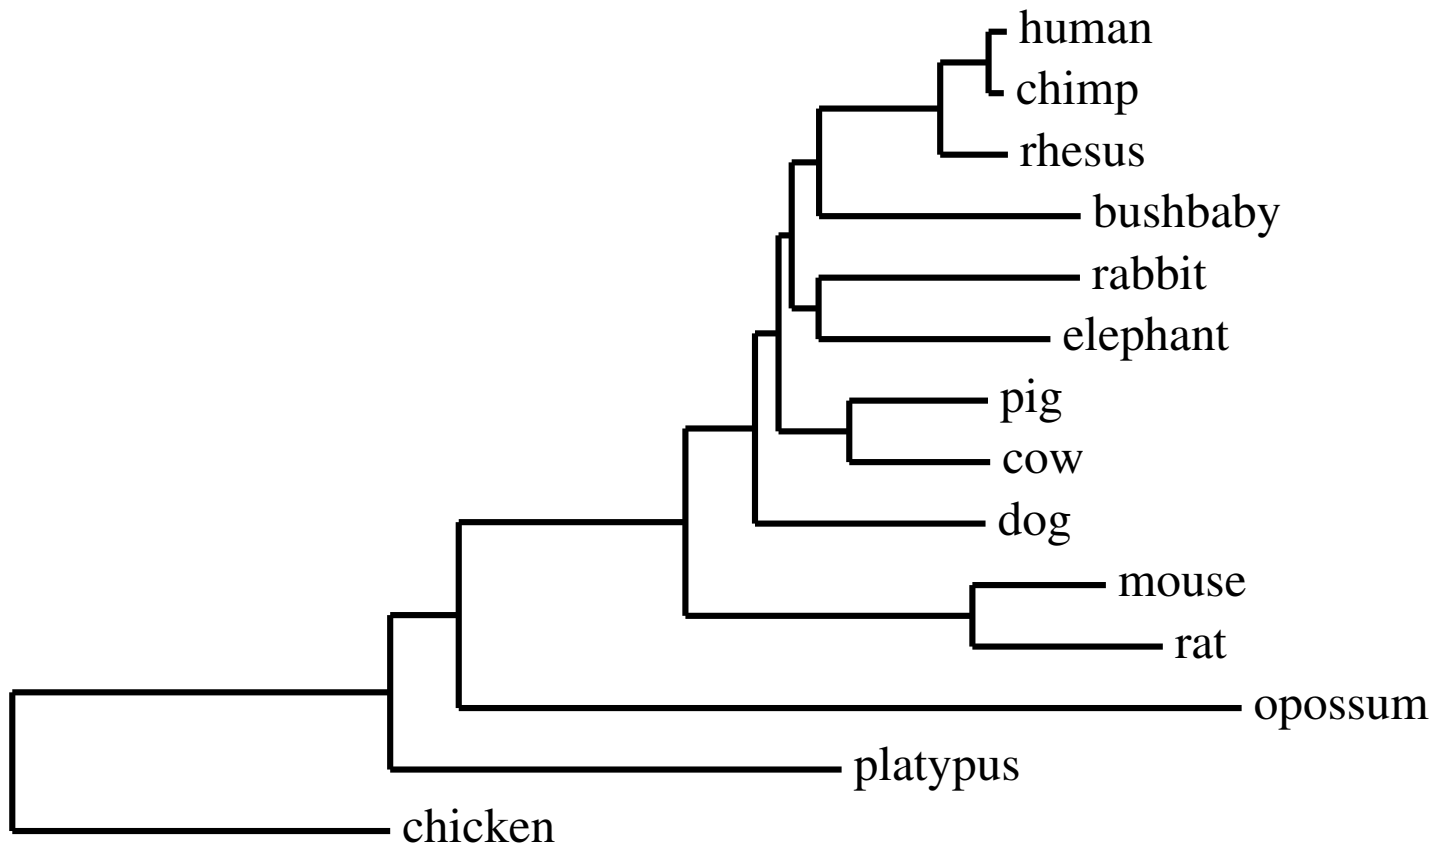 human
chimp
rhesus
bushbaby
rabbit
elephant
pig
cow
dog
mouse
rat
opossum
platypus
chicken